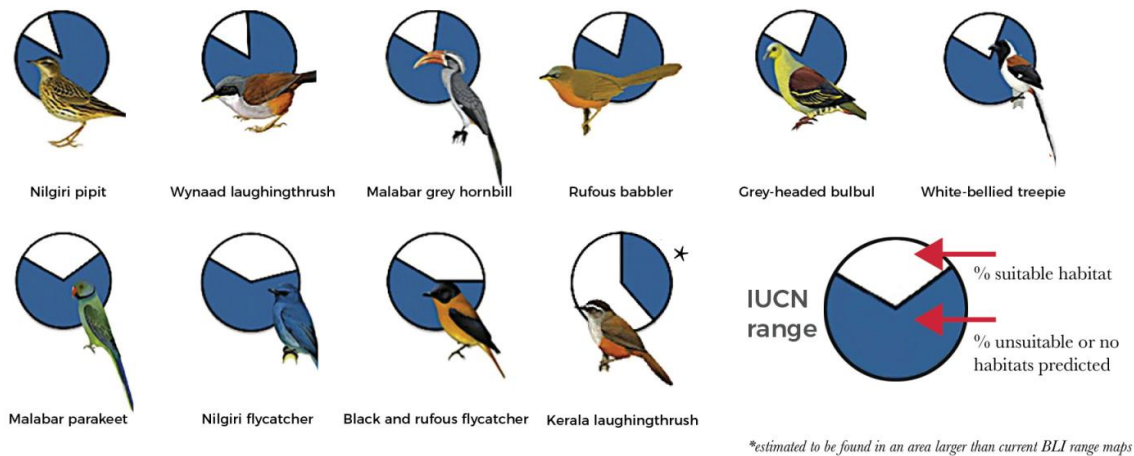 Nilgiri pipit
Wynaad laughingthrush
Malabar grey hornbill
Rufous babbler
Grey-headed bulbul
White-bellied treepie
*
Malabar parakeet
Nilgiri flycatcher
Black and rufous flycatcher
Kerala laughingthrush
IUCN
range
% suitable habitat
% unsuitable or no
habitats predicted
*estimated to be found in an area larger than current BLI range maps